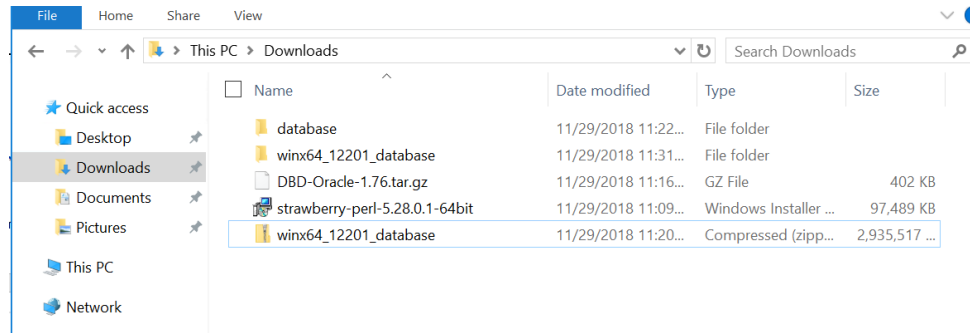 File Home Share View
This PC > Downloads Search Downloads
Name Date modified Type Size
Quick access
Desktop
Downloads
Documents
Pictures
This PC
Network
database 11/29/2018 11:22... File folder
winx64_12201_database 11/29/2018 11:31... File folder
DBD-Oracle-1.76.tar.gz 11/29/2018 11:16... GZ File 402 KB
strawberry-perl-5.28.0.1-64bit 11/29/2018 11:09... Windows Installer ... 97,489 KB
winx64_12201_database 11/29/2018 11:20... Compressed (zipp... 2,935,517 ...